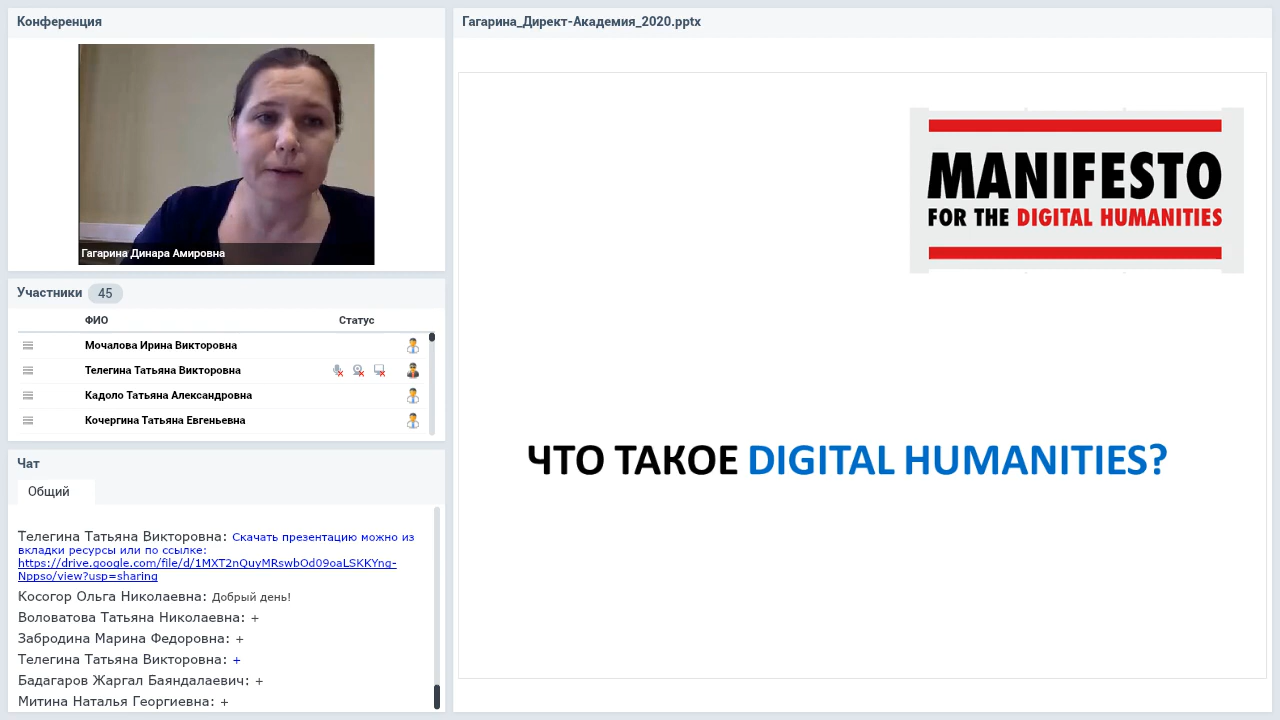 Конференция
Гагарина Динара Амировна
Участники 45
ФИО Статус
Мочалова Ирина Викторовна
Телегина Татьяна Викторовна
Кадоло Татьяна Александровна
Кочергина Татьяна Евгеньевна
Чат
Общий
Телегина Татьяна Викторовна: Скачать презентацию можно из
вкладки ресурсы или по ссылке:
https://drive.google.com/file/d/1MXT2nQuyMRswbOd09oaLSKKYng-
Nppso/view?usp=sharing
Косогор Ольга Николаевна: Добрый день!
Воловатова Татьяна Николаевна: +
Забродина Марина Федоровна: +
Телегина Татьяна Викторовна: +
Бадагаров Жаргал Баяндалаевич: +
Митина Наталья Георгиевна: +
Гагарина_Директ-Академия_2020.pptx
MANIFESTO
FOR THE DIGITAL HUMANITIES
ЧТО ТАКОЕ DIGITAL HUMANITIES?